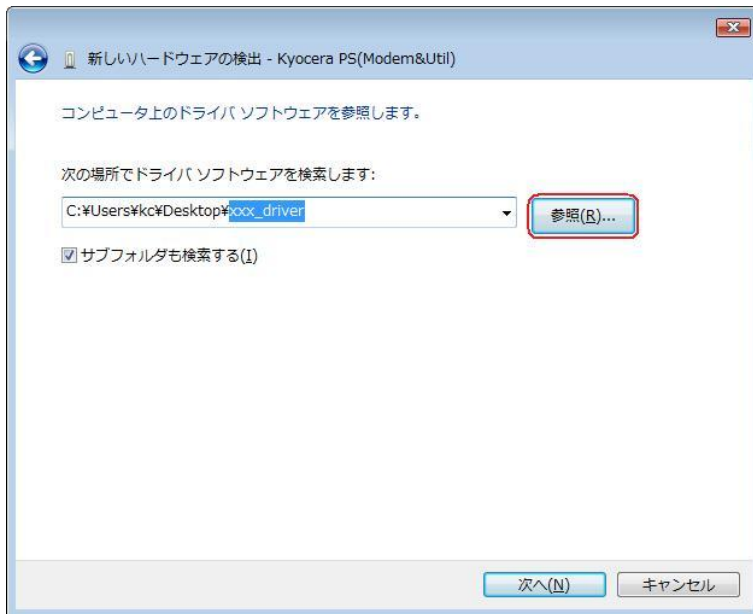 新しいハードウェアの検出 - Kyocera PS(Modem&Util)
コンピュータ上のドライバ ソフトウェアを参照します。
次の場所でドライバ ソフトウェアを検索します:
C:¥Users¥kc¥Desktop¥xxx_driver
参照(R)...
サブフォルダも検索する(I)
次へ(N)
キャンセル